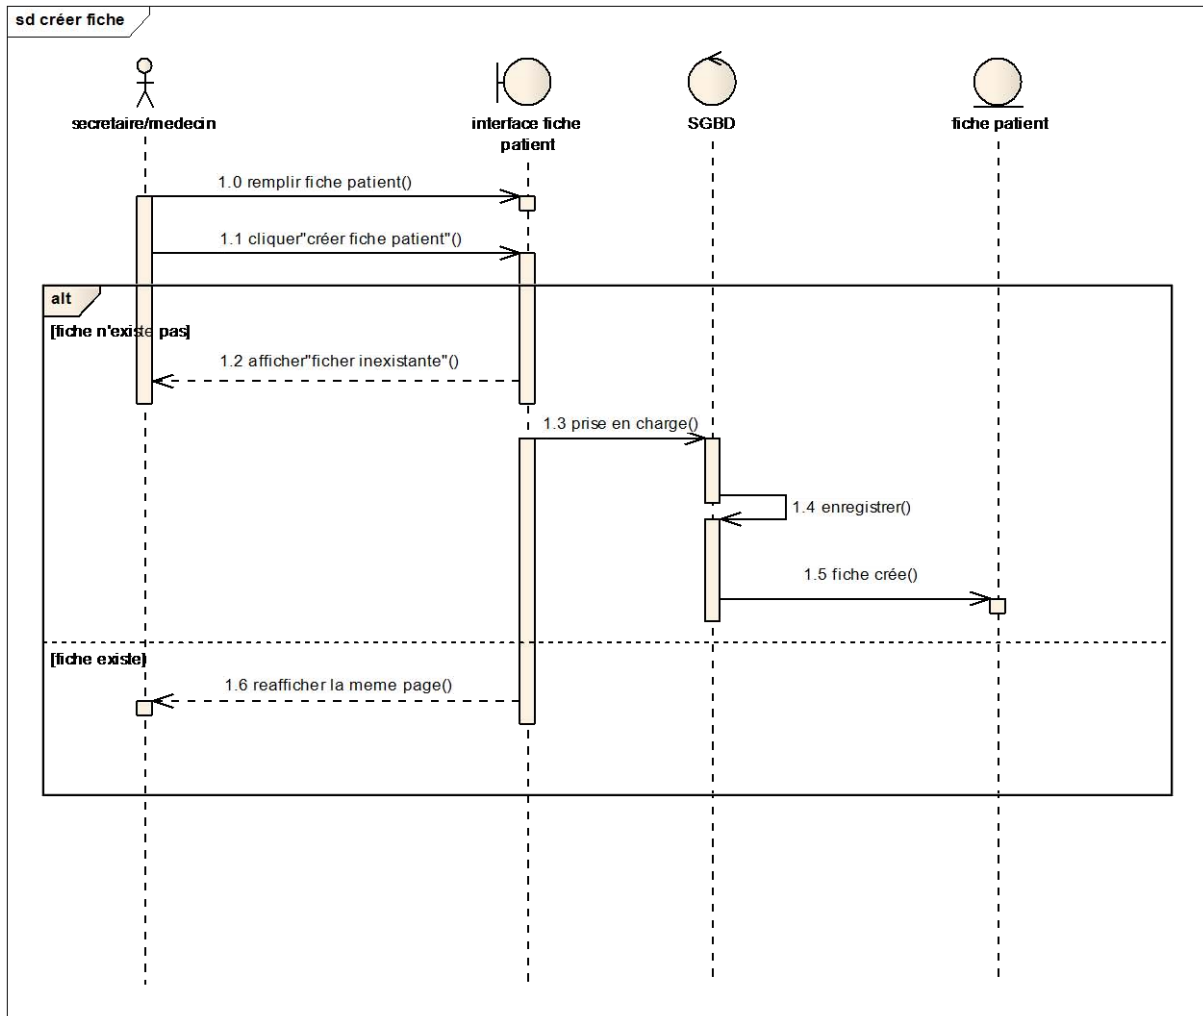 sd créer fiche
secretaire/medecin
interface fiche
patient
SGBD
fiche patient
1.0 remplir fiche patient()
1.1 cliquer"créer fiche patient"()
alt
[fiche n'existe pas]
1.2 afficher"ficher inexistante"()
1.3 prise en charge()
1.4 enregistrer()
1.5 fiche crée()
[fiche existe]
1.6 reafficher la meme page()